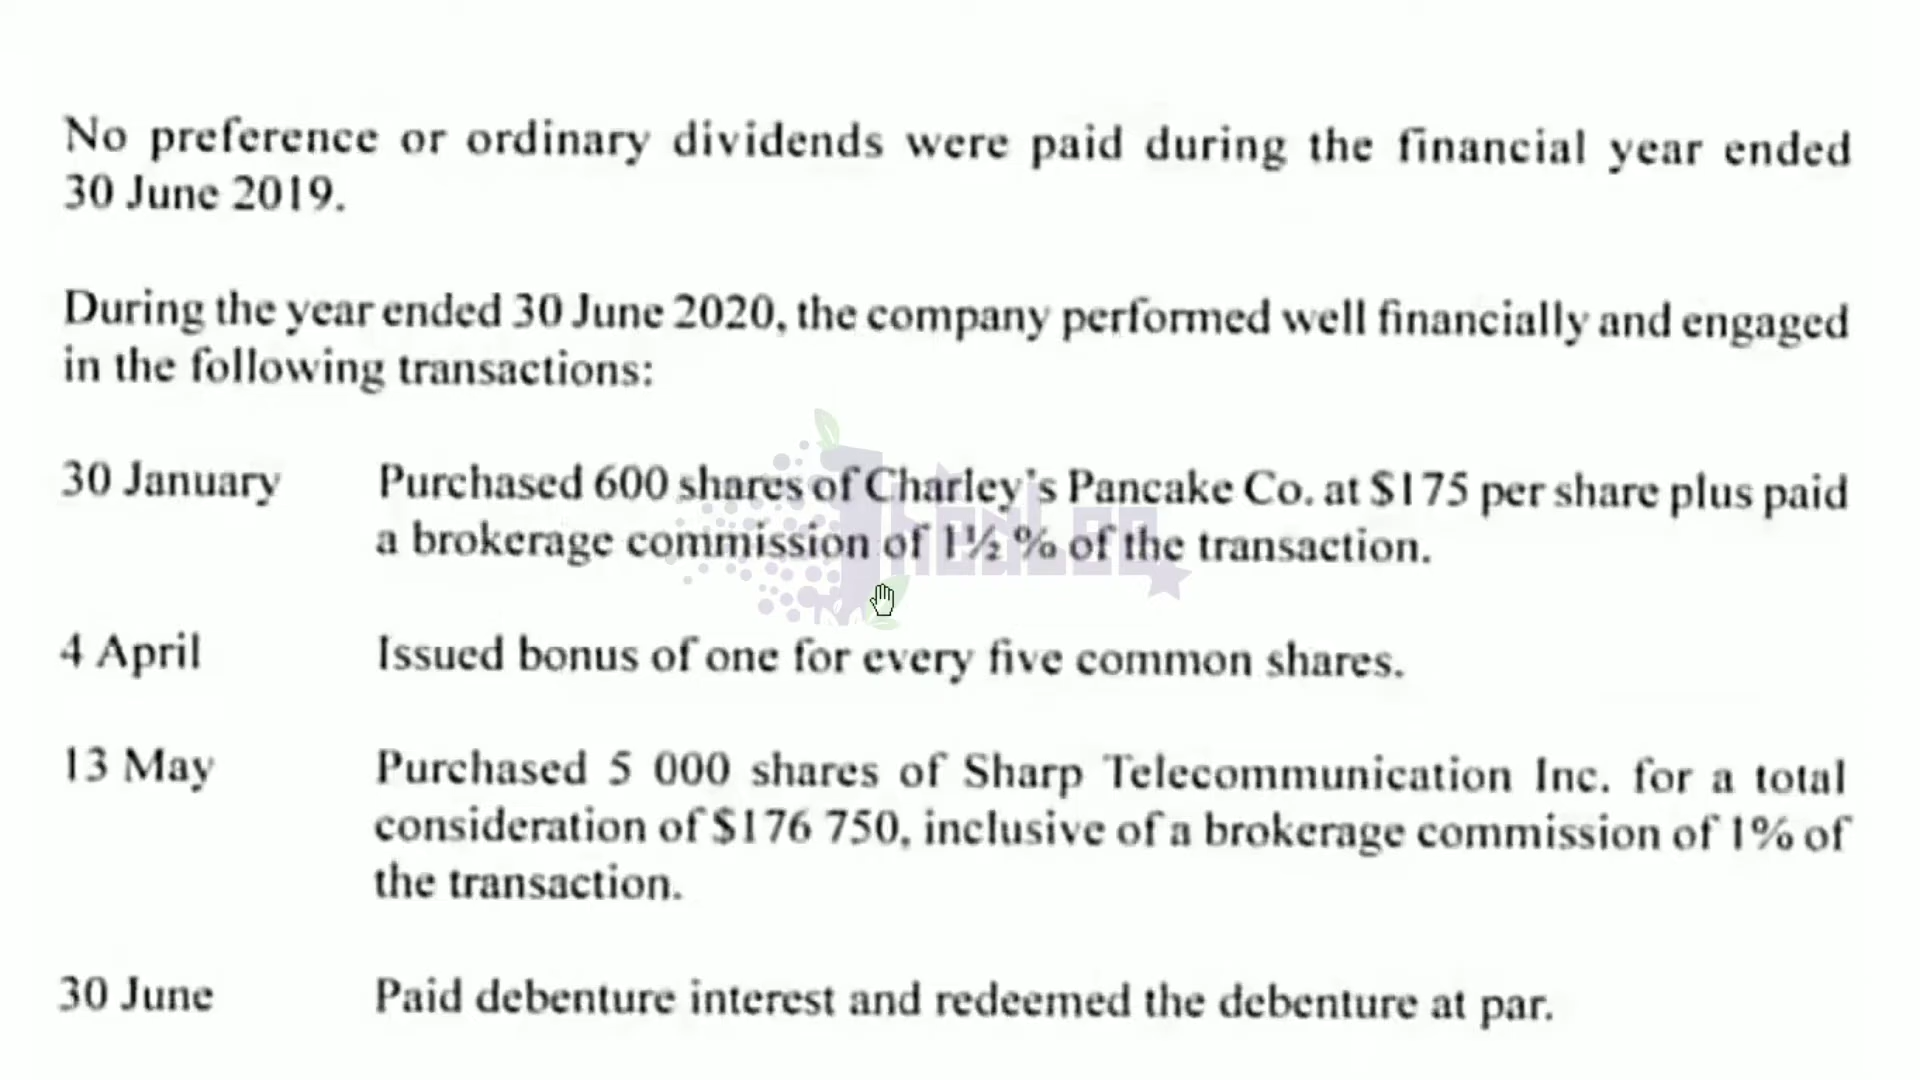 No preference or ordinary dividends were paid during the financial year ended
30 June 2019.
During the year ended 30 June 2020, the company performed well financially and engaged
in the following transactions:
30 January Purchased 600 shares of Charley's Pancake Co. at $175 per share plus paid
a brokerage commission of 1½ % of the transaction.
4 April Issued bonus of one for every five common shares.
13 May Purchased 5 000 shares of Sharp Telecommunication Inc. for a total
consideration of $176 750, inclusive of a brokerage commission of 1% of
the transaction.
30 June Paid debenture interest and redeemed the debenture at par.